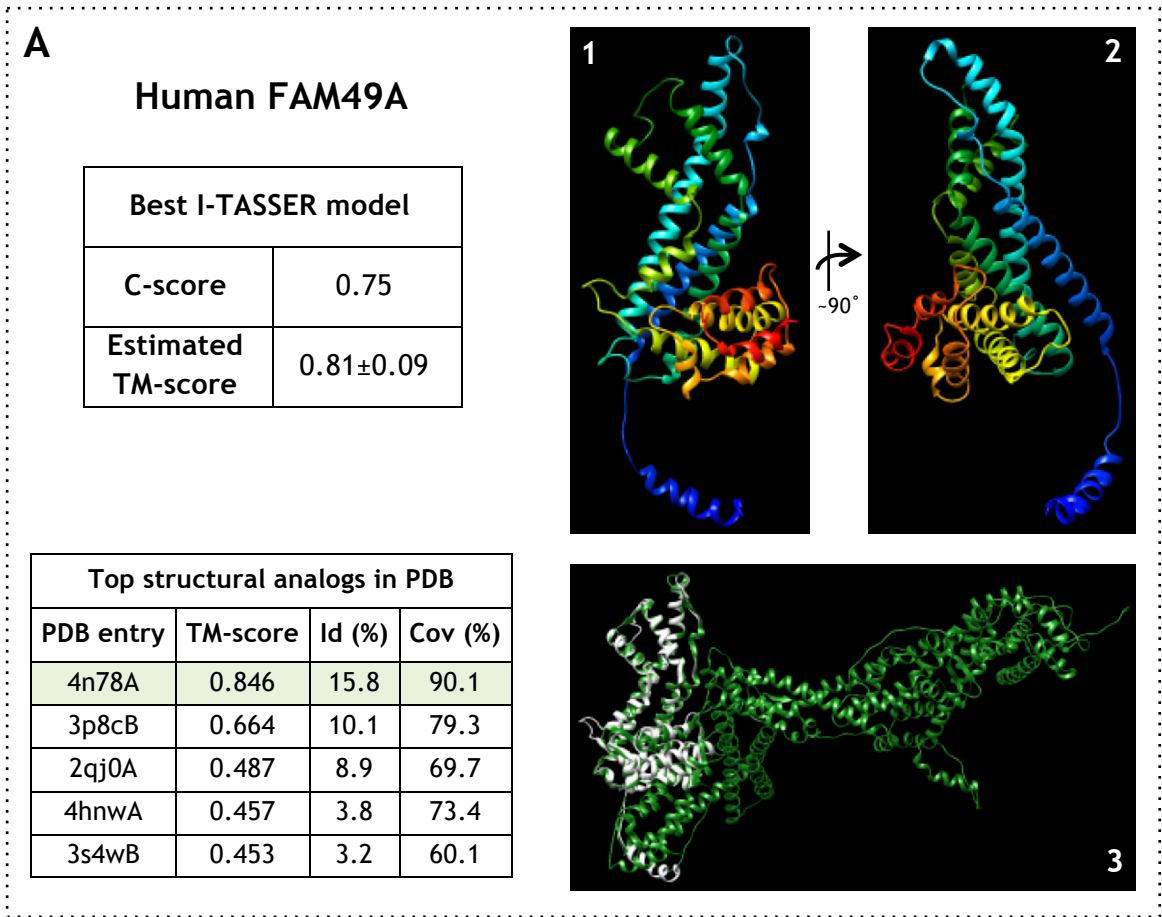 A
Human FAM49A
Best I-TASSER model
C-score 0.75
Estimated
TM-score 0.81±0.09
1
2
~90°
Top structural analogs in PDB
PDB entry TM-score Id (%) Cov (%)
4n78A 0.846 15.8 90.1
3p8cB 0.664 10.1 79.3
2qj0A 0.487 8.9 69.7
4hnwA 0.457 3.8 73.4
3s4wB 0.453 3.2 60.1
3